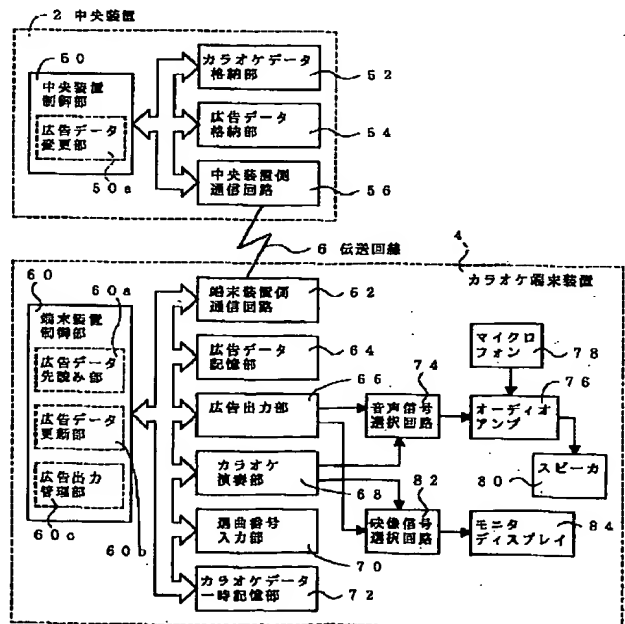 2 中央装置
50
中央装置
制御部
広告データ
変更部
50a
カラオケデータ
格納部
52
広告データ
格納部
54
中央装置側
通信回路
56
6 伝送回線
4
カラオケ端末装置
60
60a
端末装置
制御部
広告データ
先読み部
広告データ
更新部
広告出力
管理部
60c
60b
端末装置側
通信回路
62
広告データ
記憶部
64
広告出力部
66
カラオケ
演奏部
68
選曲番号
入力部
70
カラオケデータ
一時記憶部
72
74
音声信号
選択回路
マイクロ
フォン
78
76
オーディオ
アンプ
80
スピーカ
82
映像信号
選択回路
モニタ
ディスプレイ
84